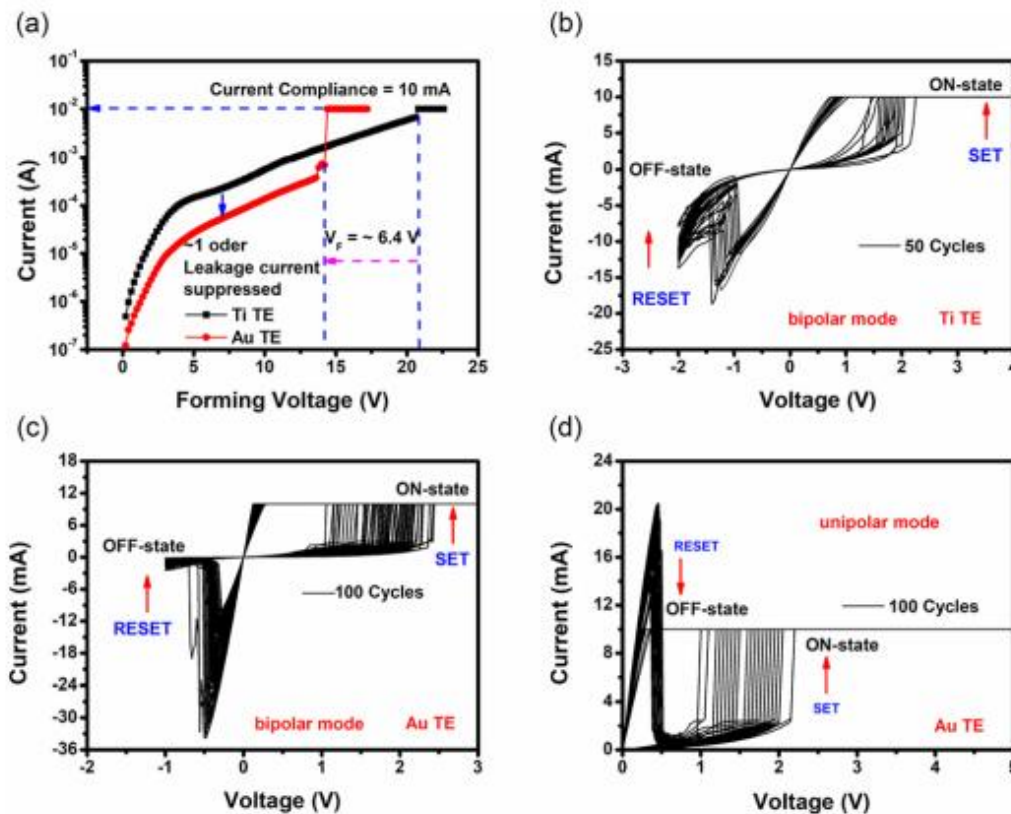 (a)
10⁻¹
10⁻²
10⁻³
10⁻⁴
10⁻⁵
10⁻⁶
10⁻⁷
Current (A)
Current Compliance = 10 mA
V_F = ~ 6.4 V
~1 oder
Leakage current
suppressed
Ti TE
Au TE
0 5 10 15 20 25
Forming Voltage (V)
(b)
15
10
5
0
-5
-10
-15
-20
-25
Current (mA)
ON-state
SET
OFF-state
RESET
50 Cycles
bipolar mode Ti TE
-3 -2 -1 0 1 2 3 4
Voltage (V)
(c)
18
12
6
0
-6
-12
-18
-24
-30
-36
Current (mA)
ON-state
SET
OFF-state
RESET
100 Cycles
bipolar mode Au TE
-2 -1 0 1 2 3
Voltage (V)
(d)
24
20
16
12
8
4
0
Current (mA)
unipolar mode
RESET
OFF-state
100 Cycles
ON-state
SET
Au TE
0 1 2 3 4 5
Voltage (V)